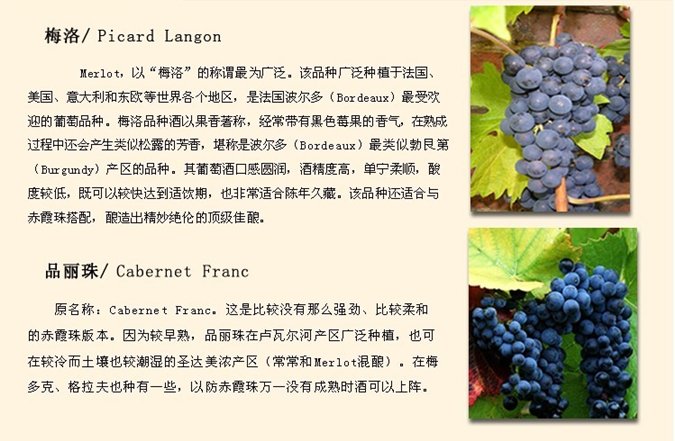 梅洛/ Picard Langon
Merlot，以“梅洛”的称谓最为广泛。该品种广泛种植于法国、
美国、意大利和东欧等世界各个地区，是法国波尔多（Bordeaux）最受欢
迎的葡萄品种。梅洛品种酒以果香著称，经常带有黑色莓果的香气，在熟成
过程中还会产生类似松露的芳香，堪称是波尔多（Bordeaux）最类似勃艮第
（Burgundy）产区的品种。其葡萄酒口感圆润，酒精度高，单宁柔顺，酸
度较低，既可以较快达到适饮期，也非常适合陈年久藏。该品种还适合与
赤霞珠搭配，酿造出精妙绝伦的顶级佳酿。
品丽珠/ Cabernet Franc
原名称：Cabernet Franc。这是比较没有那么强劲、比较柔和
的赤霞珠版本。因为较早熟，品丽珠在卢瓦尔河产区广泛种植，也可
在较冷而土壤也较潮湿的圣达美浓产区（常常和Merlot混酿）。在梅
多克、格拉夫也种有一些，以防赤霞珠万一没有成熟时酒可以上阵。